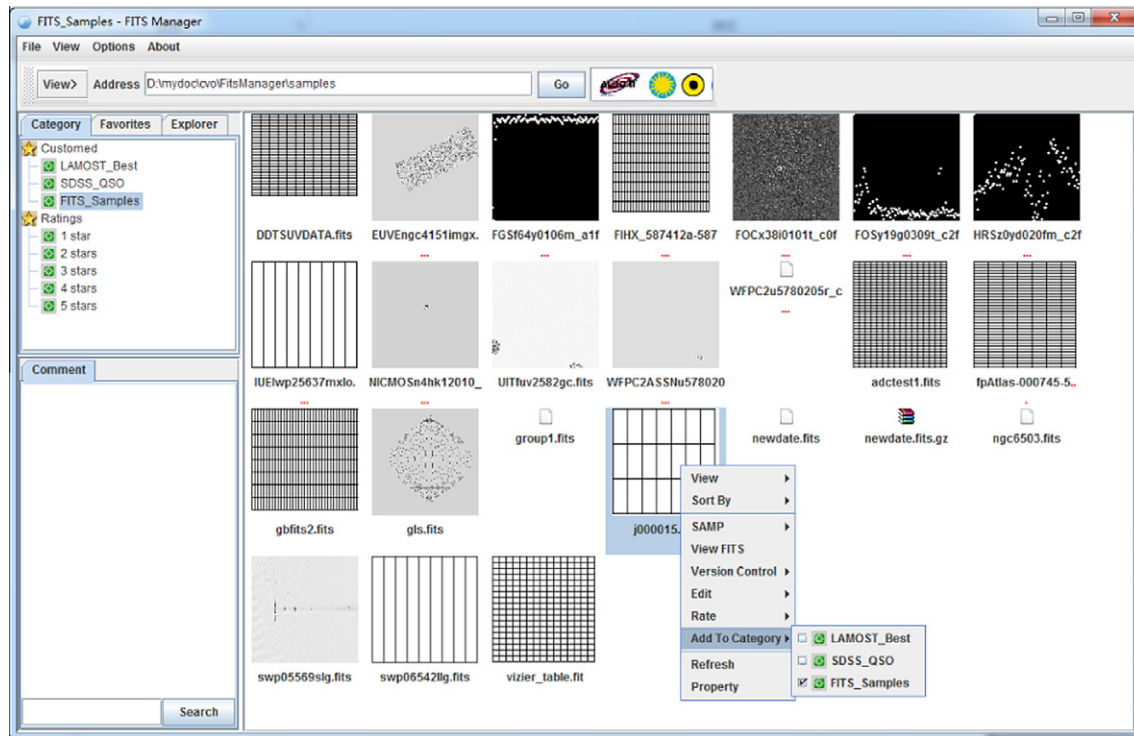 FITS_Samples - FITS Manager
File View Options About
View> Address D:\mydoc\cvo\FitsManager\samples Go
Category Favorites Explorer
Customed
LAMOST_Best
SDSS_QSO
FITS_Samples
Ratings
1 star
2 stars
3 stars
4 stars
5 stars
Comment
Search
DDTSUVDATA.fits EUVEngc4151imgx. ... FGSf64y0106m_a1f ... FIHX_587412a-587 ... FOCx38i0101t_c0f ... FOSy19g0309t_c2f ... HRSz0yd020fm_c2f ...
IUElwp25637mxlo. ... NICMOSn4hk12010_ ... UITfuv2582gc.fits WFPC2ASSNu578020 ... WFPC2u5780205r_c ... adctest1.fits fpAtlas-000745-5...
gbfits2.fits gls.fits group1.fits j000015. newdate.fits newdate.fits.gz ngc6503.fits
swp05569slg.fits swp06542llg.fits vizier_table.fit
View
Sort By
SAMP
View FITS
Version Control
Edit
Rate
Add To Category
Refresh
Property
LAMOST_Best
SDSS_QSO
FITS_Samples